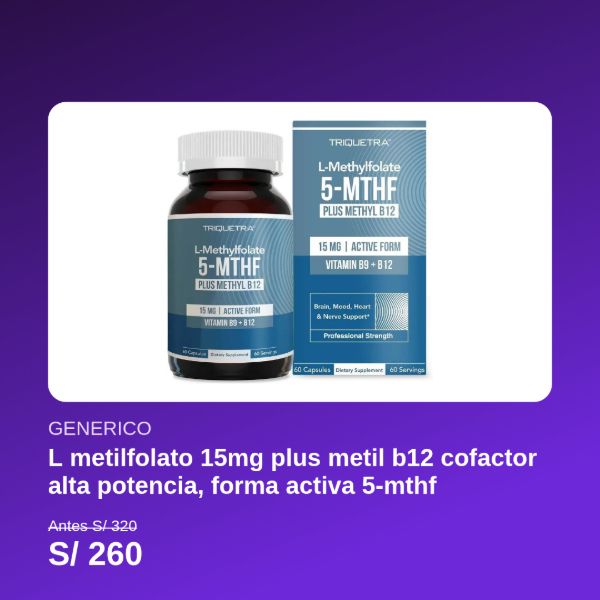 TRIQUETRA®
L-Methylfolate
5-MTHF
PLUS METHYL B12
15 MG | ACTIVE FORM
VITAMIN B9 + B12
60 Capsules Dietary Supplement 60 Servings
TRIQUETRA®
L-Methylfolate
5-MTHF
PLUS METHYL B12
15 MG | ACTIVE FORM
VITAMIN B9 + B12
Brain, Mood, Heart
& Nerve Support*
Professional Strength
60 Capsules Dietary Supplement 60 Servings
GENERICO
L metilfolato 15mg plus metil b12 cofactor
alta potencia, forma activa 5-mthf
Antes S/ 320
S/ 260